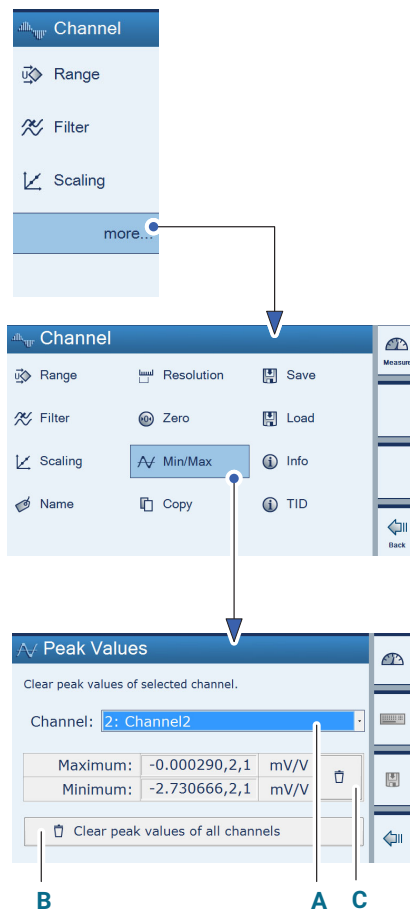 Channel
Range
Filter
Scaling
more...
Channel
Range Resolution Save
Filter Zero Load
Scaling Min/Max Info
Name Copy TID
Measure
Back
Peak Values
Clear peak values of selected channel.
Channel: 2: Channel2
Maximum: -0.000290,2,1 mV/V
Minimum: -2.730666,2,1 mV/V
Clear peak values of all channels
B A C